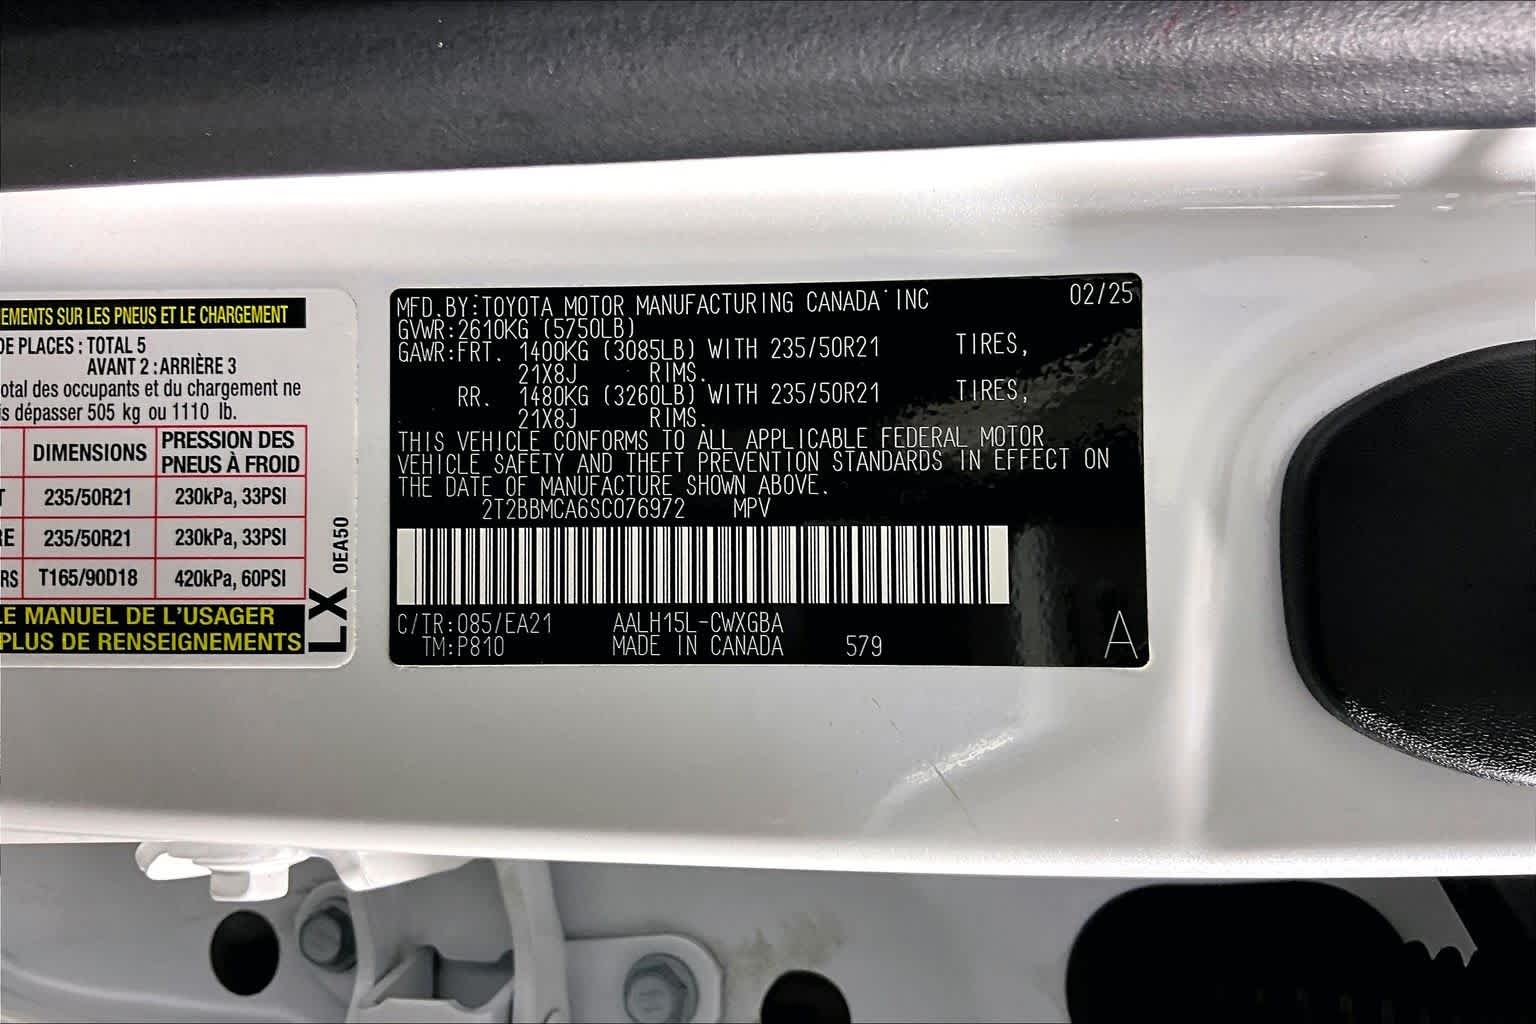 EMENTS SUR LES PNEUS ET LE CHARGEMENT
DE PLACES : TOTAL 5
AVANT 2 : ARRIÈRE 3
total des occupants et du chargement ne
is dépasser 505 kg ou 1110 lb.
DIMENSIONS PRESSION DES
PNEUS À FROID
T 235/50R21 230kPa, 33PSI
RE 235/50R21 230kPa, 33PSI
RS T165/90D18 420kPa, 60PSI
LE MANUEL DE L'USAGER
PLUS DE RENSEIGNEMENTS
LX 0EA50
MFD.BY:TOYOTA MOTOR MANUFACTURING CANADA INC 02/25
GVWR:2610KG (5750LB)
GAWR:FRT. 1400KG (3085LB) WITH 235/50R21 TIRES,
21X8J RIMS.
RR. 1480KG (3260LB) WITH 235/50R21 TIRES,
21X8J RIMS.
THIS VEHICLE CONFORMS TO ALL APPLICABLE FEDERAL MOTOR
VEHICLE SAFETY AND THEFT PREVENTION STANDARDS IN EFFECT ON
THE DATE OF MANUFACTURE SHOWN ABOVE.
2T2BBMCA6SC076972 MPV
C/TR:085/EA21 AALH15L-CWXGBA
TM:P810 MADE IN CANADA 579 A